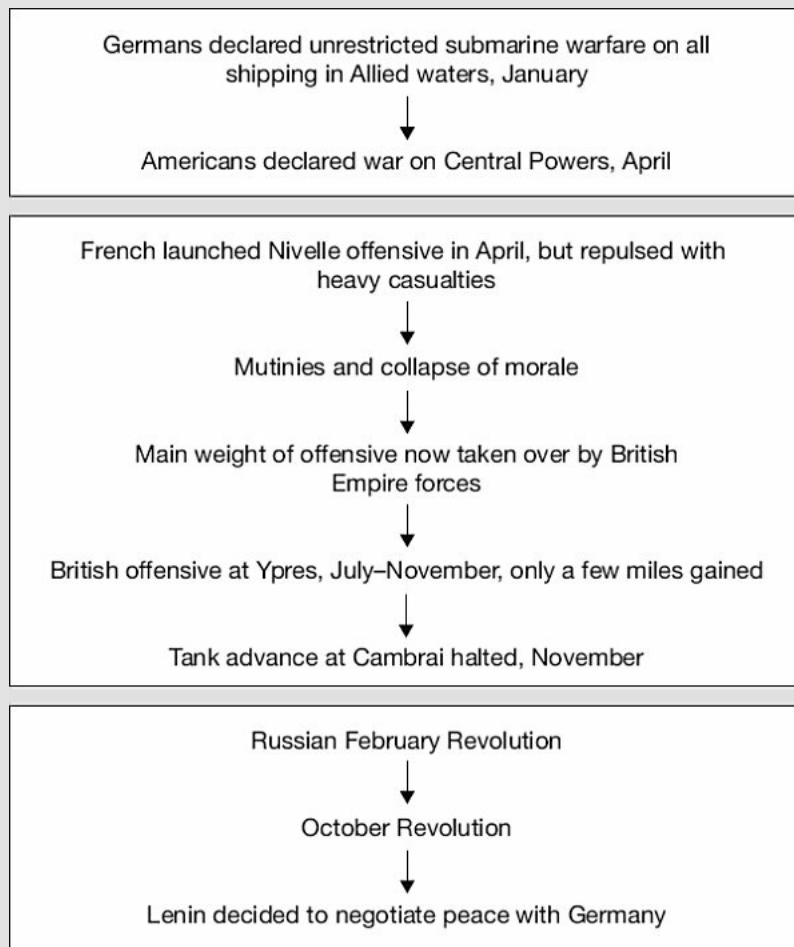 Germans declared unrestricted submarine warfare on all
shipping in Allied waters, January
Americans declared war on Central Powers, April
French launched Nivelle offensive in April, but repulsed with
heavy casualties
Mutinies and collapse of morale
Main weight of offensive now taken over by British
Empire forces
British offensive at Ypres, July–November, only a few miles gained
Tank advance at Cambrai halted, November
Russian February Revolution
October Revolution
Lenin decided to negotiate peace with Germany